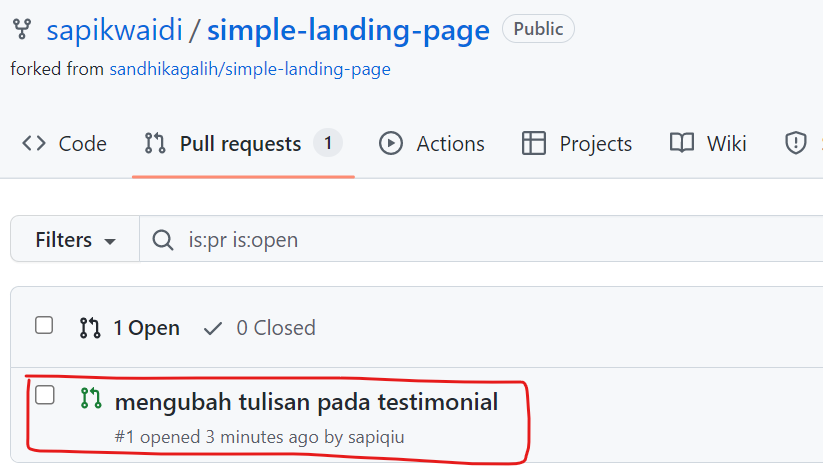 sapikwaidi / simple-landing-page Public
forked from sandhikagalih/simple-landing-page
Code Pull requests 1 Actions Projects Wiki
Filters is:pr is:open
1 Open 0 Closed
mengubah tulisan pada testimonial
#1 opened 3 minutes ago by sapiqiu